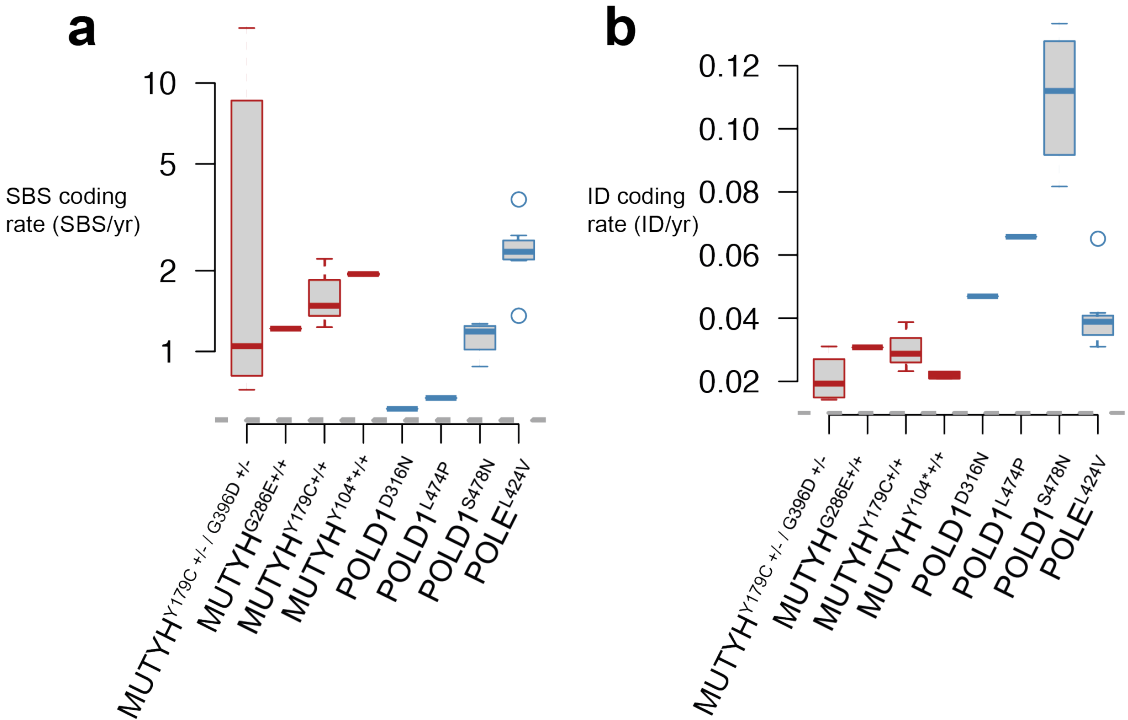 a
10
5
2
1
SBS coding
rate (SBS/yr)
MUTYHY179C +/- / G396D +/-
MUTYHG286E+/+
MUTYHY179C+/+
MUTYHY104*+/+
POLD1D316N
POLD1L474P
POLD1S478N
POLEL424V
b
0.12
0.10
0.08
0.06
0.04
0.02
ID coding
rate (ID/yr)
MUTYHY179C +/- / G396D +/-
MUTYHG286E+/+
MUTYHY179C+/+
MUTYHY104*+/+
POLD1D316N
POLD1L474P
POLD1S478N
POLEL424V